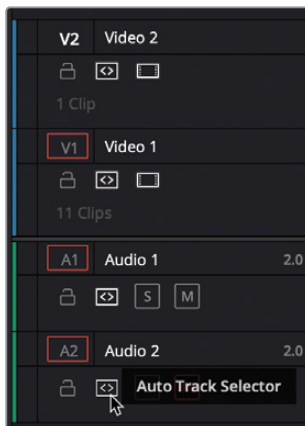 V2 Video 2
1 Clip
V1 Video 1
11 Clips
A1 Audio 1 2.0
S M
A2 Audio 2 2.0
Auto Track Selector